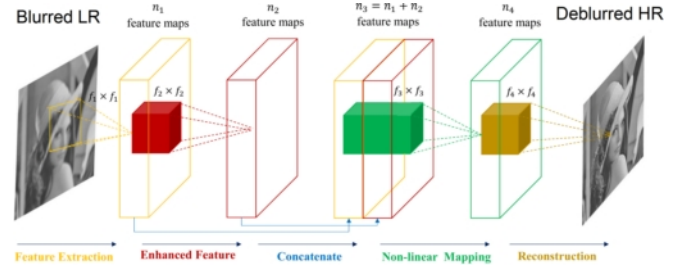 Blurred LR
n₁
feature maps
n₂
feature maps
n₃ = n₁ + n₂
feature maps
n₄
feature maps
Deblurred HR
f₁ × f₁
f₂ × f₂
f₃ × f₃
f₄ × f₄
Feature Extraction
Enhanced Feature
Concatenate
Non-linear Mapping
Reconstruction